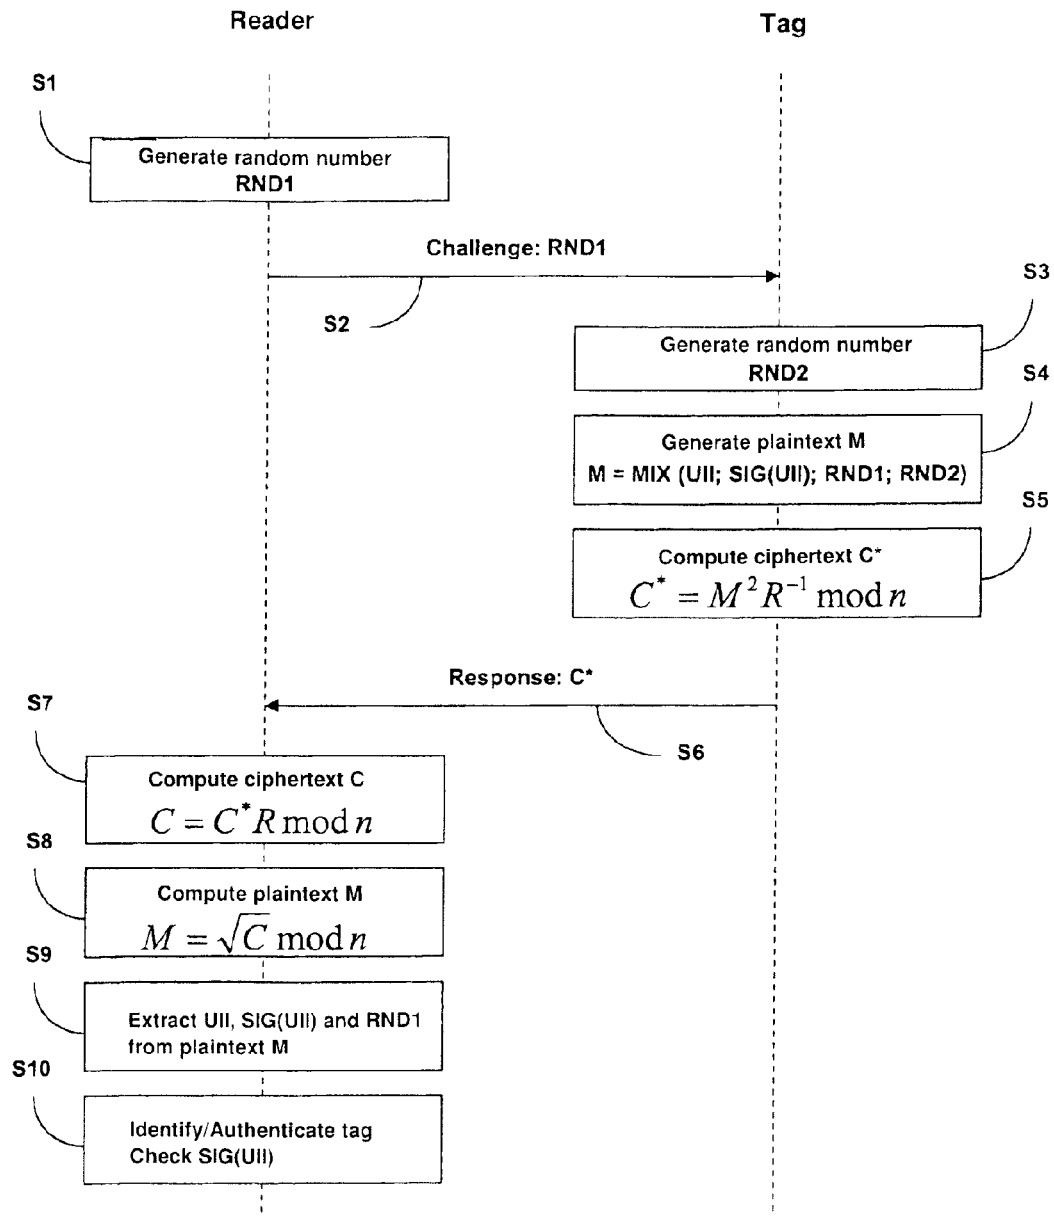 Reader
Tag
S1
Generate random number
RND1
Challenge: RND1
S2
S3
Generate random number
RND2
S4
Generate plaintext M
M = MIX (UII; SIG(UII); RND1; RND2)
S5
Compute ciphertext C*
C* = M²R⁻¹ mod n
Response: C*
S6
S7
Compute ciphertext C
C = C*R mod n
S8
Compute plaintext M
M = √C mod n
S9
Extract UII, SIG(UII) and RND1
from plaintext M
S10
Identify/Authenticate tag
Check SIG(UII)